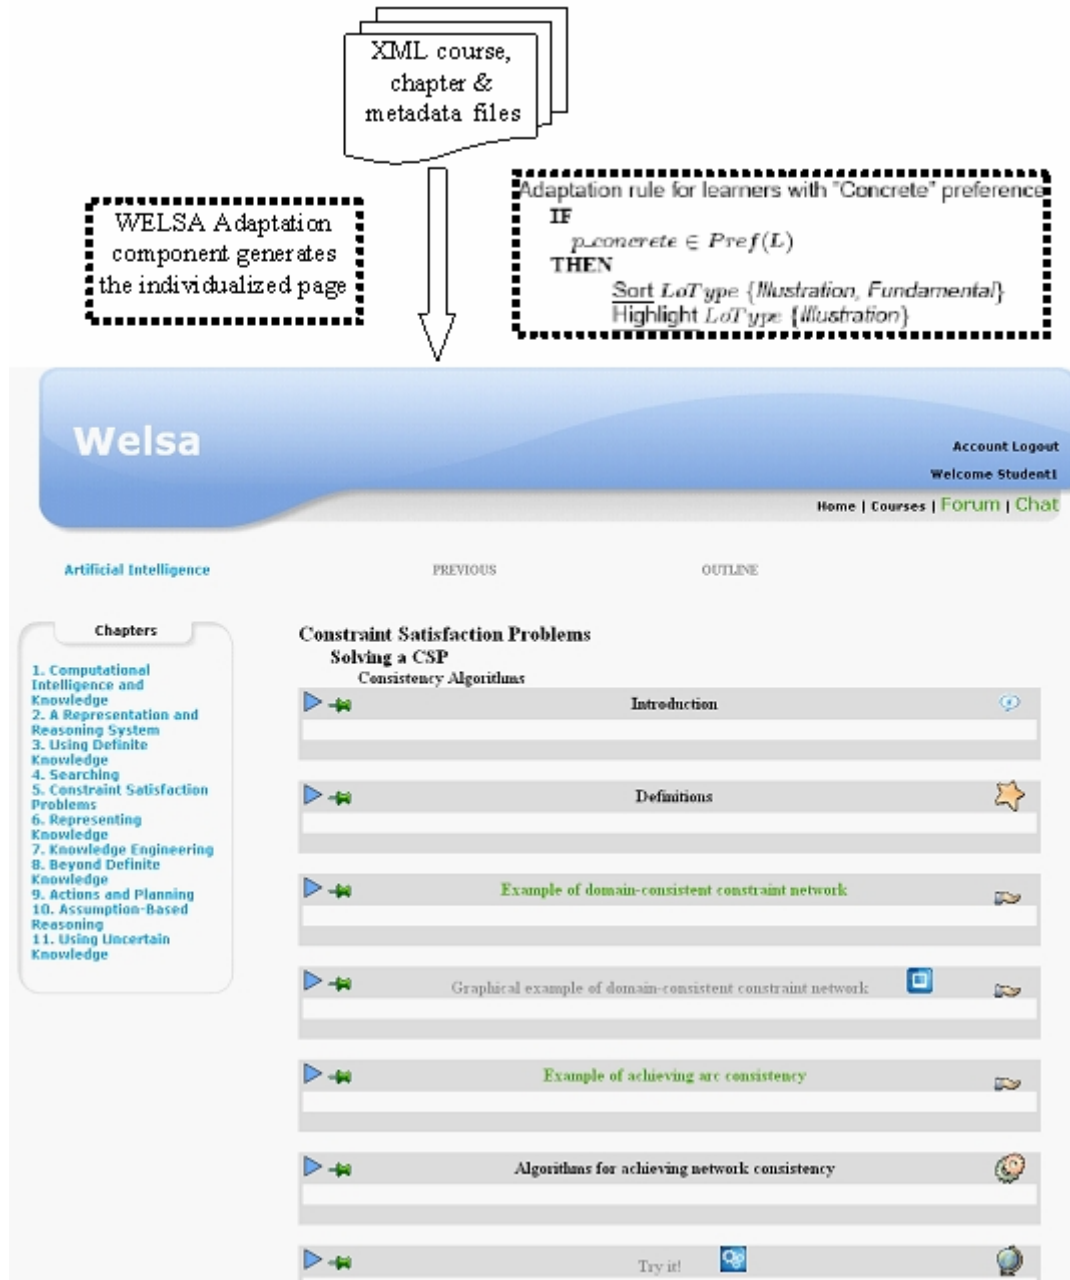 XML course,
chapter &
metadata files
WELSA Adaptation
component generates
the individualized page
Adaptation rule for learners with "Concrete" preference
IF
p_concrete ∈ Pref(L)
THEN
Sort LoType {Illustration, Fundamental}
Highlight LoType {Illustration}
Welsa
Account Logout
Welcome Student1
Home | Courses | Forum | Chat
Artificial Intelligence
PREVIOUS
OUTLINE
Chapters
1. Computational
Intelligence and
Knowledge
2. A Representation and
Reasoning System
3. Using Definite
Knowledge
4. Searching
5. Constraint Satisfaction
Problems
6. Representing
Knowledge
7. Knowledge Engineering
8. Beyond Definite
Knowledge
9. Actions and Planning
10. Assumption-Based
Reasoning
11. Using Uncertain
Knowledge
Constraint Satisfaction Problems
Solving a CSP
Consistency Algorithms
Introduction
Definitions
Example of domain-consistent constraint network
Graphical example of domain-consistent constraint network
Example of achieving arc consistency
Algorithms for achieving network consistency
Try it!